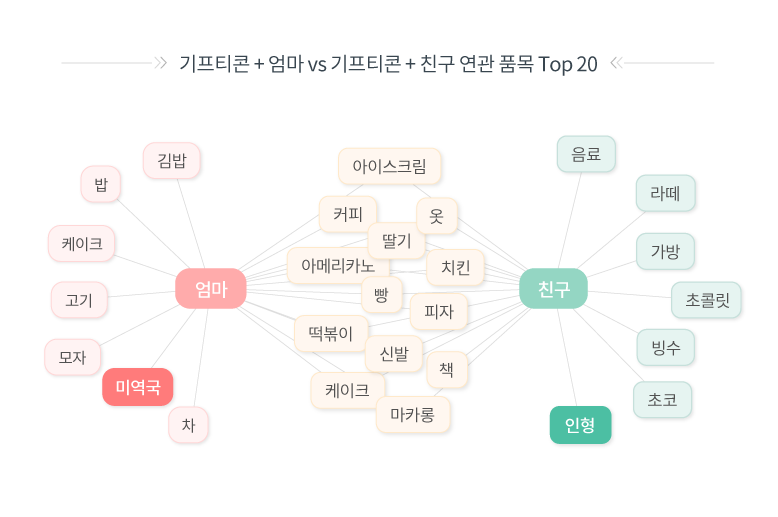 기프티콘 + 엄마 vs 기프티콘 + 친구 연관 품목 Top 20
김밥
밥
케이크
고기
모자
미역국
차
엄마
아이스크림
커피
옷
딸기
아메리카노
치킨
빵
피자
떡볶이
신발
책
케이크
마카롱
친구
음료
라떼
가방
초콜릿
빙수
초코
인형